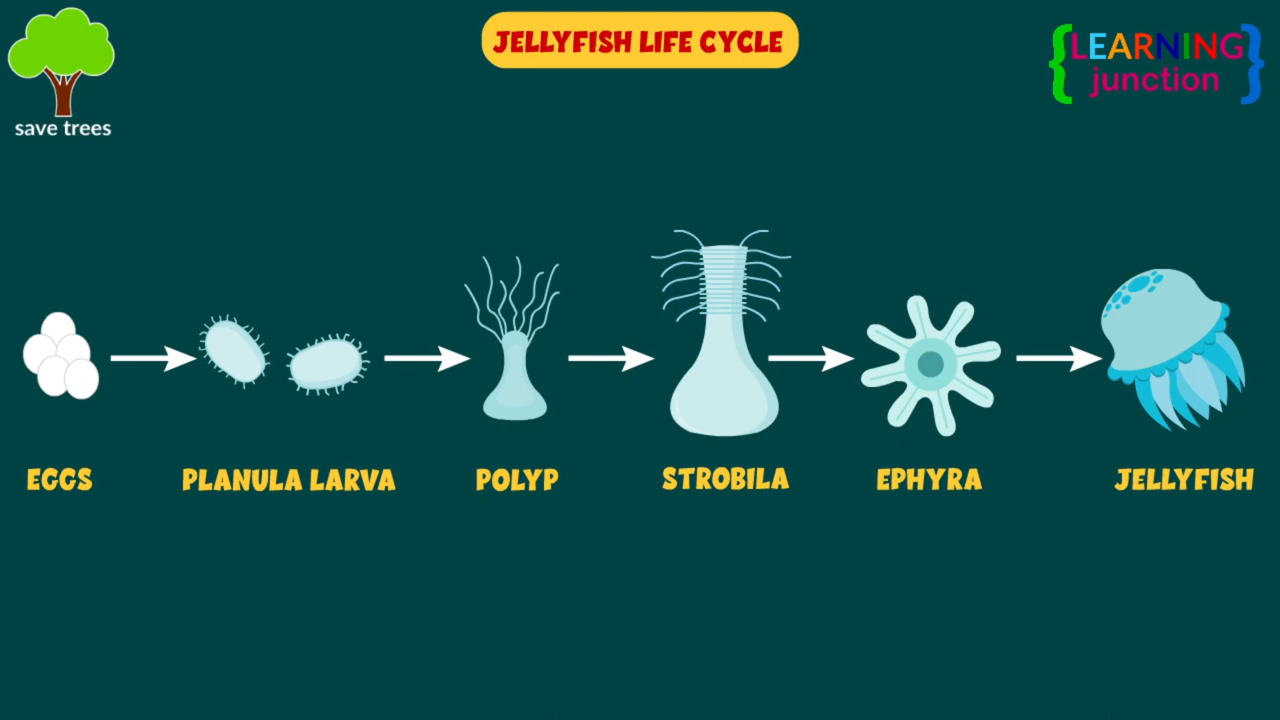 JELLYFISH LIFE CYCLE
{LEARNING
junction}
save trees
EGGS
PLANULA LARVA
POLYP
STROBILA
EPHYRA
JELLYFISH